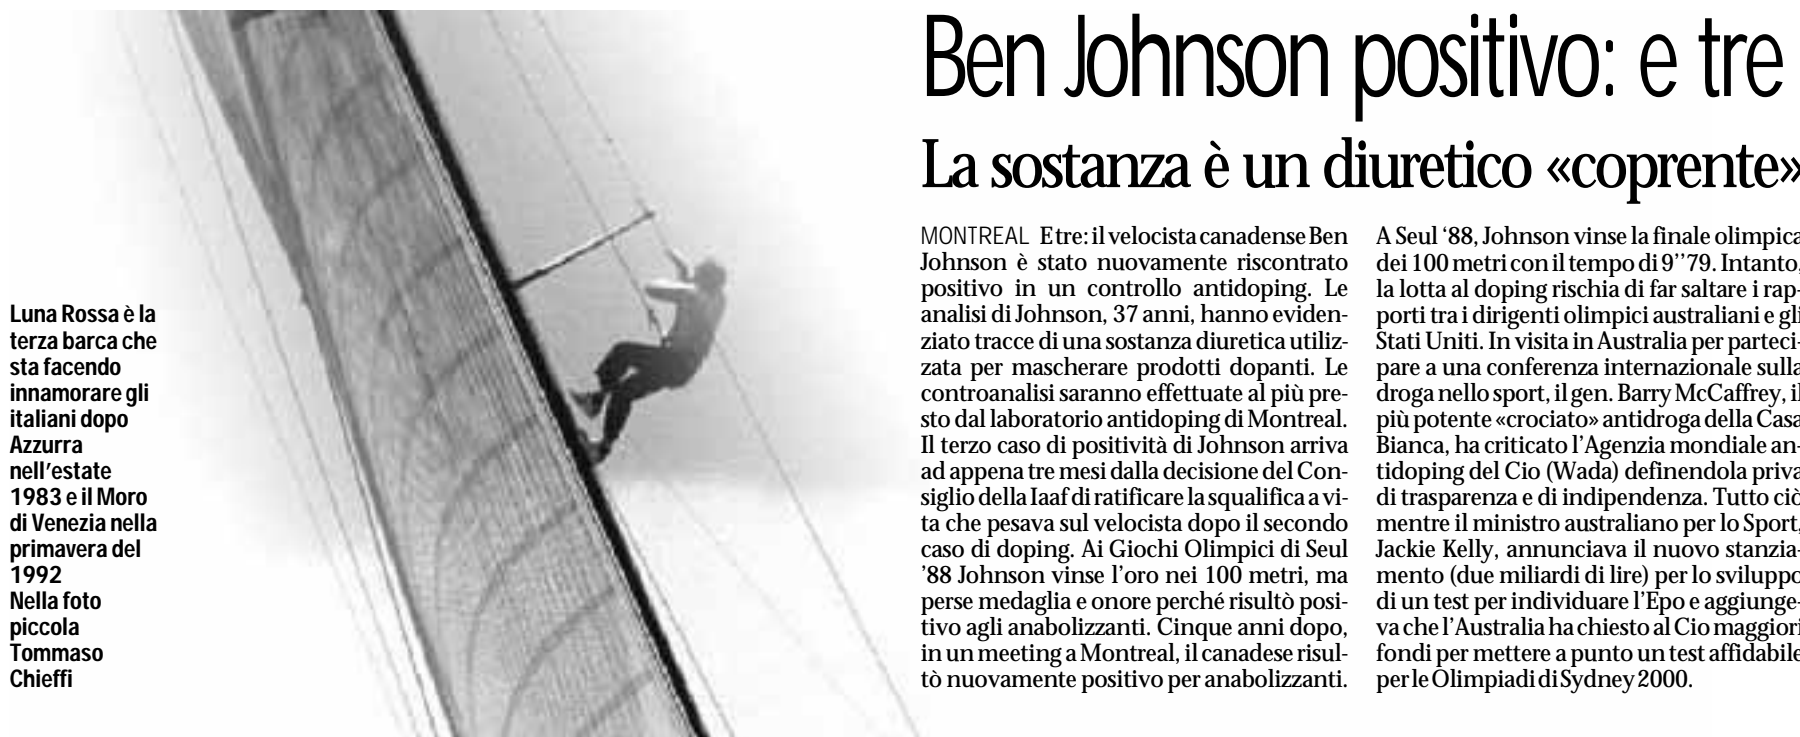 Luna Rossa è la
terza barca che
sta facendo
innamorare gli
italiani dopo
Azzurra
nell'estate
1983 e il Moro
di Venezia nella
primavera del
1992
Nella foto
piccola
Tommaso
Chieffi
Ben Johnson positivo: e tre
La sostanza è un diuretico «coprente»
MONTREAL E tre: il velocista canadense Ben
Johnson è stato nuovamente riscontrato
positivo in un controllo antidoping. Le
analisi di Johnson, 37 anni, hanno eviden-
ziato tracce di una sostanza diuretica utiliz-
zata per mascherare prodotti dopanti. Le
controanalisi saranno effettuate al più pre-
sto dal laboratorio antidoping di Montreal.
Il terzo caso di positività di Johnson arriva
ad appena tre mesi dalla decisione del Con-
siglio della Iaaf di ratificare la squalifica a vi-
ta che pesava sul velocista dopo il secondo
caso di doping. Ai Giochi Olimpici di Seul
'88 Johnson vinse l'oro nei 100 metri, ma
perse medaglia e onore perché risultò posi-
tivo agli anabolizzanti. Cinque anni dopo,
in un meeting a Montreal, il canadese risul-
tò nuovamente positivo per anabolizzanti.
A Seul '88, Johnson vinse la finale olimpica
dei 100 metri con il tempo di 9''79. Intanto,
la lotta al doping rischia di far saltare i rap-
porti tra i dirigenti olimpici australiani e gli
Stati Uniti. In visita in Australia per parteci-
pare a una conferenza internazionale sulla
droga nello sport, il gen. Barry McCaffrey, il
più potente «crociato» antidroga della Casa
Bianca, ha criticato l'Agenzia mondiale an-
tidoping del Cio (Wada) definendola priva
di trasparenza e di indipendenza. Tutto ciò
mentre il ministro australiano per lo Sport,
Jackie Kelly, annunciava il nuovo stanzia-
mento (due miliardi di lire) per lo sviluppo
di un test per individuare l'Epo e aggiunge-
va che l'Australia ha chiesto al Cio maggiori
fondi per mettere a punto un test affidabile
per le Olimpiadi di Sydney 2000.